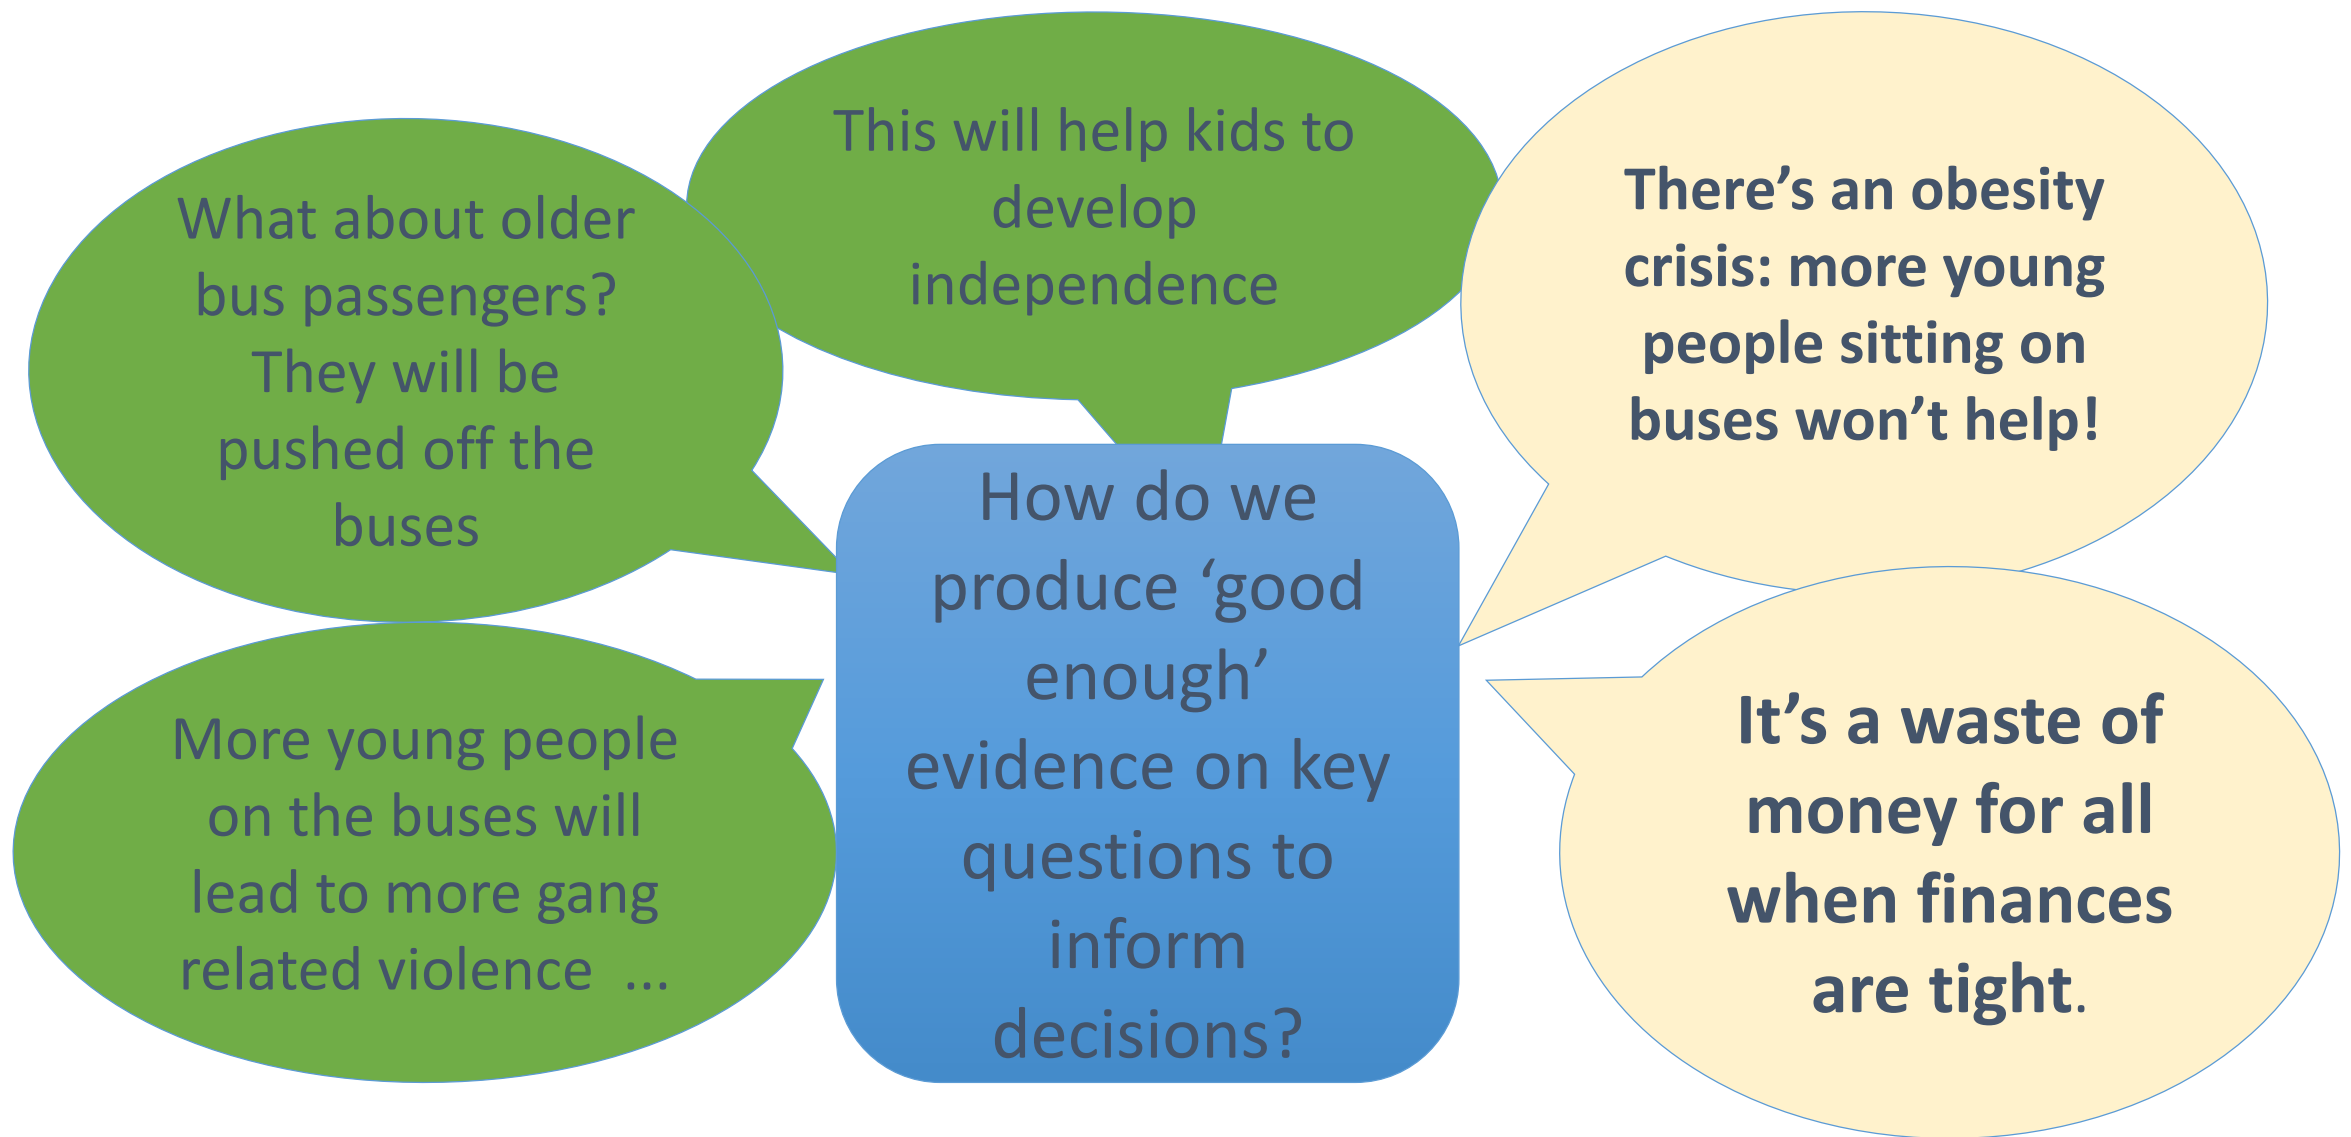 What about older
bus passengers?
They will be
pushed off the
buses
This will help kids to
develop
independence
There’s an obesity
crisis: more young
people sitting on
buses won’t help!
More young people
on the buses will
lead to more gang
related violence  ...
How do we
produce ‘good
enough’
evidence on key
questions to
inform
decisions?
It’s a waste of
money for all
when finances
are tight.